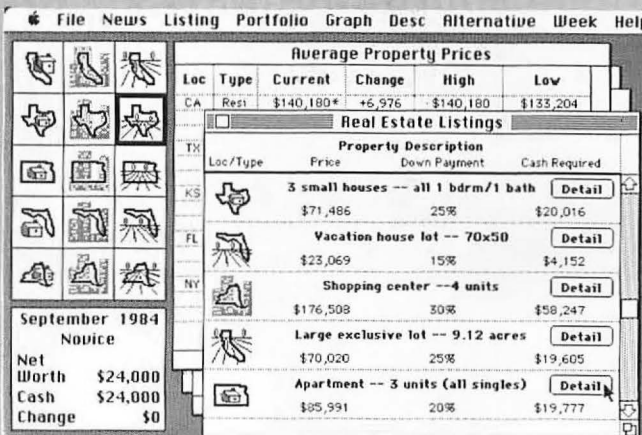 File News Listing Portfolio Graph Desc Alternative Week Help
Average Property Prices
Loc Type Current Change High Low
CA Resi $140,180* +6,976 $140,180 $133,204
TX
KS
FL
NY
Real Estate Listings
Property Description
Loc/Type Price Down Payment Cash Required
3 small houses -- all 1 bdrm/1 bath Detail
$71,486 25% $20,016
Vacation house lot -- 70x50 Detail
$23,069 15% $4,152
Shopping center --4 units Detail
$176,508 30% $58,247
Large exclusive lot -- 9.12 acres Detail
$70,020 25% $19,605
Apartment -- 3 units (all singles) Detail
$85,991 20% $19,777
September 1984
Novice
Net
Worth $24,000
Cash $24,000
Change $0